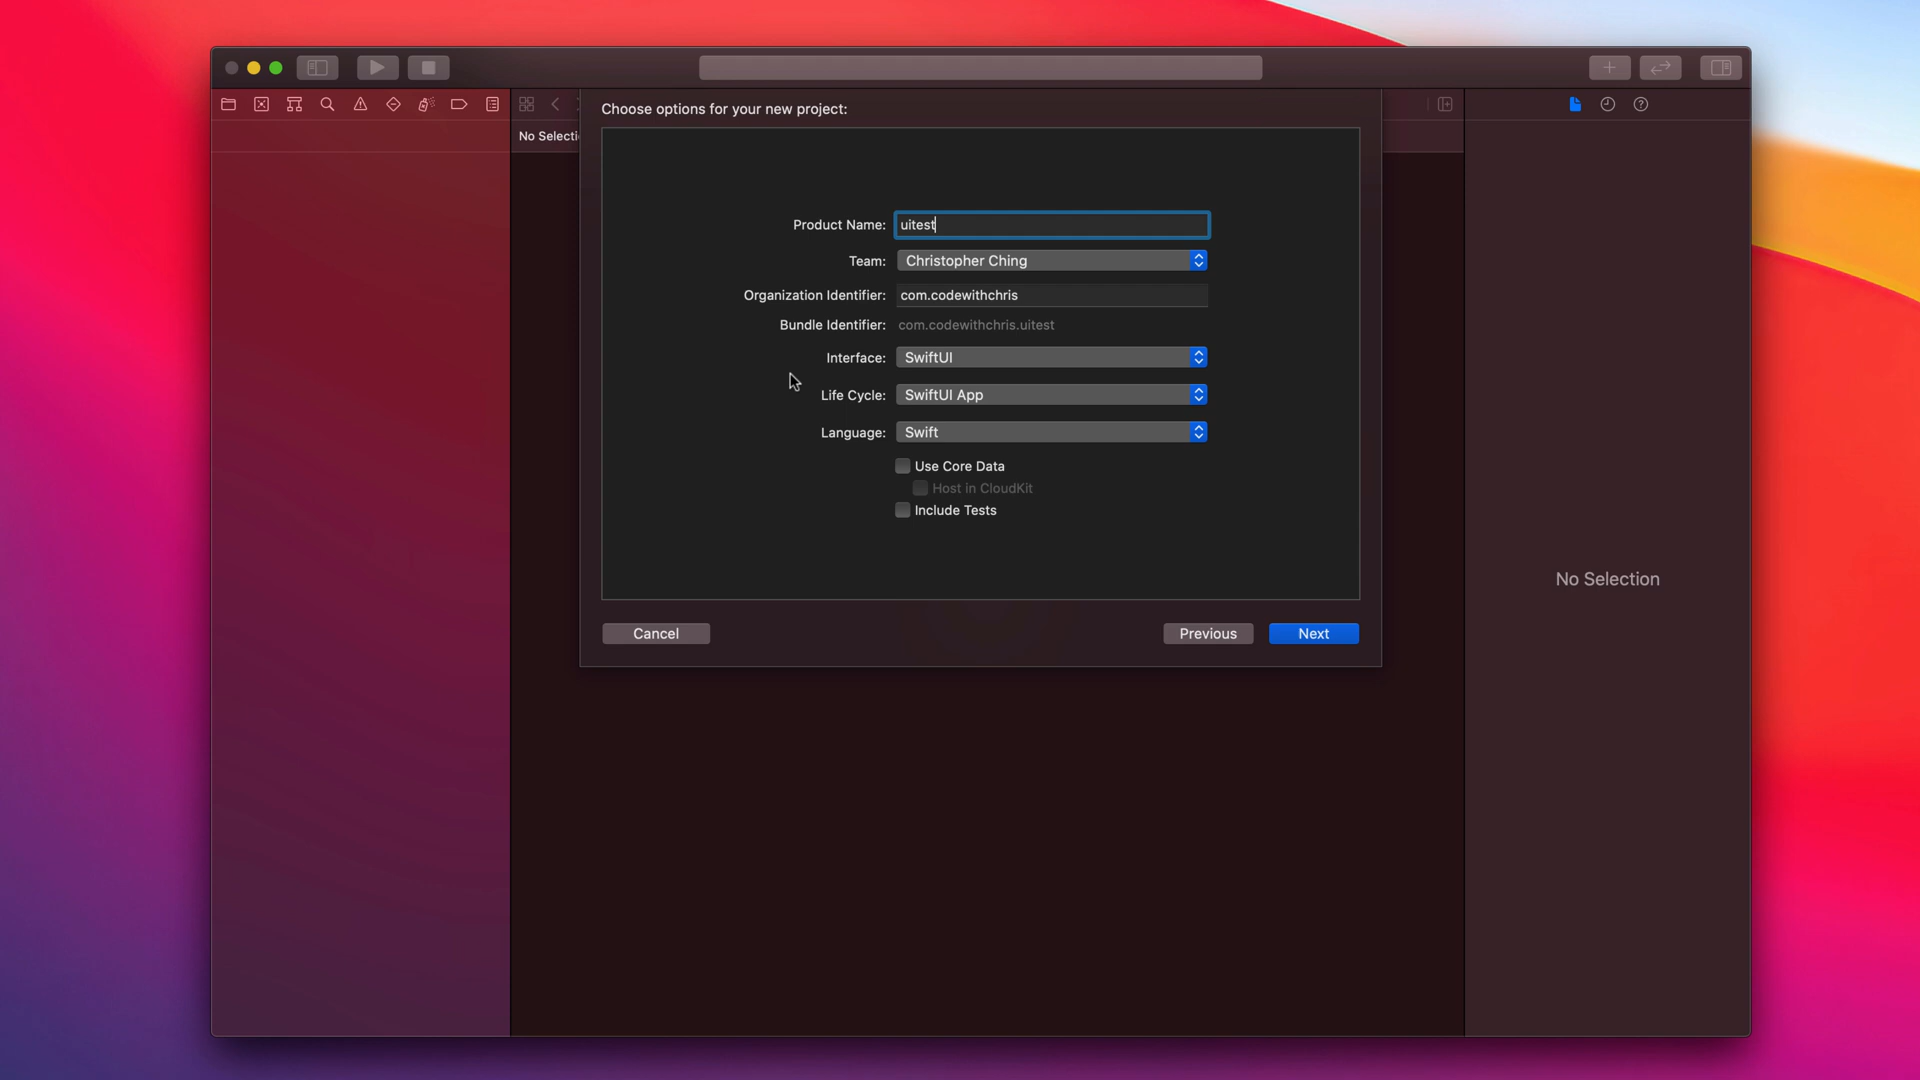 Choose options for your new project:
No Selecti
Product Name: uitest
Team: Christopher Ching
Organization Identifier: com.codewithchris
Bundle Identifier: com.codewithchris.uitest
Interface: SwiftUI
Life Cycle: SwiftUI App
Language: Swift
Use Core Data
Host in CloudKit
Include Tests
No Selection
Cancel Previous Next